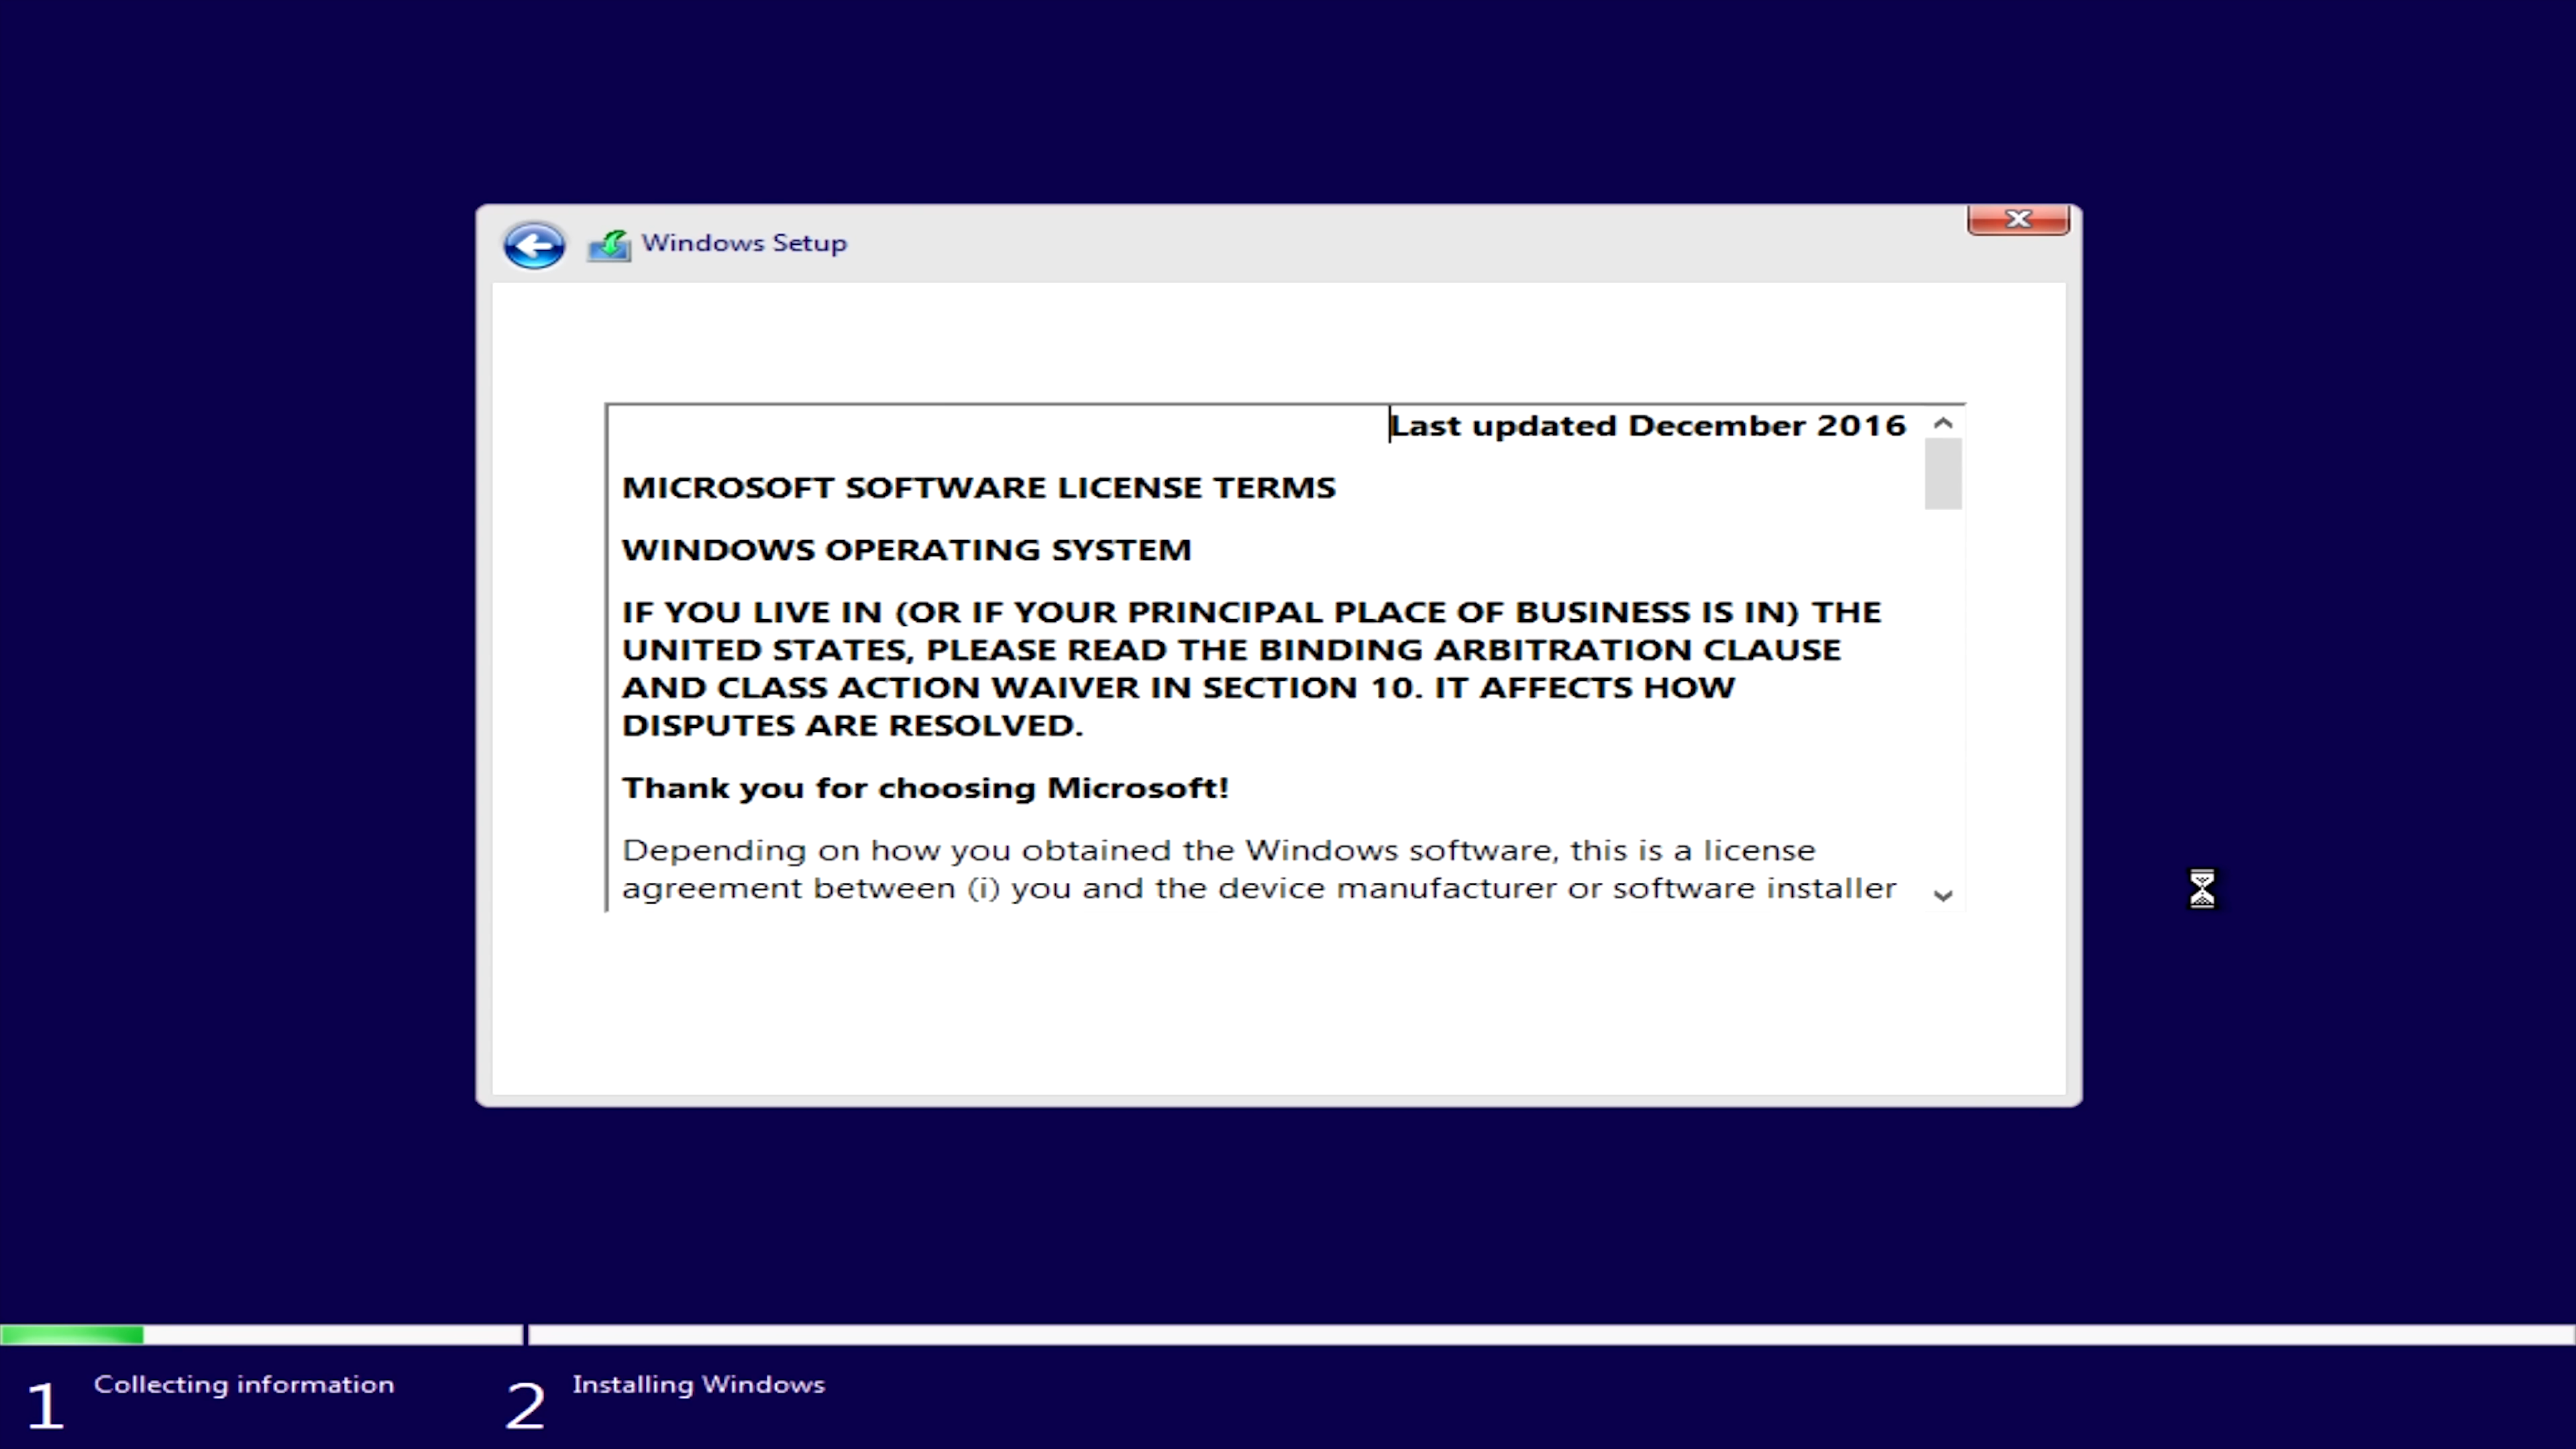 Windows Setup
Last updated December 2016
MICROSOFT SOFTWARE LICENSE TERMS
WINDOWS OPERATING SYSTEM
IF YOU LIVE IN (OR IF YOUR PRINCIPAL PLACE OF BUSINESS IS IN) THE
UNITED STATES, PLEASE READ THE BINDING ARBITRATION CLAUSE
AND CLASS ACTION WAIVER IN SECTION 10. IT AFFECTS HOW
DISPUTES ARE RESOLVED.
Thank you for choosing Microsoft!
Depending on how you obtained the Windows software, this is a license
agreement between (i) you and the device manufacturer or software installer
1 Collecting information
2 Installing Windows